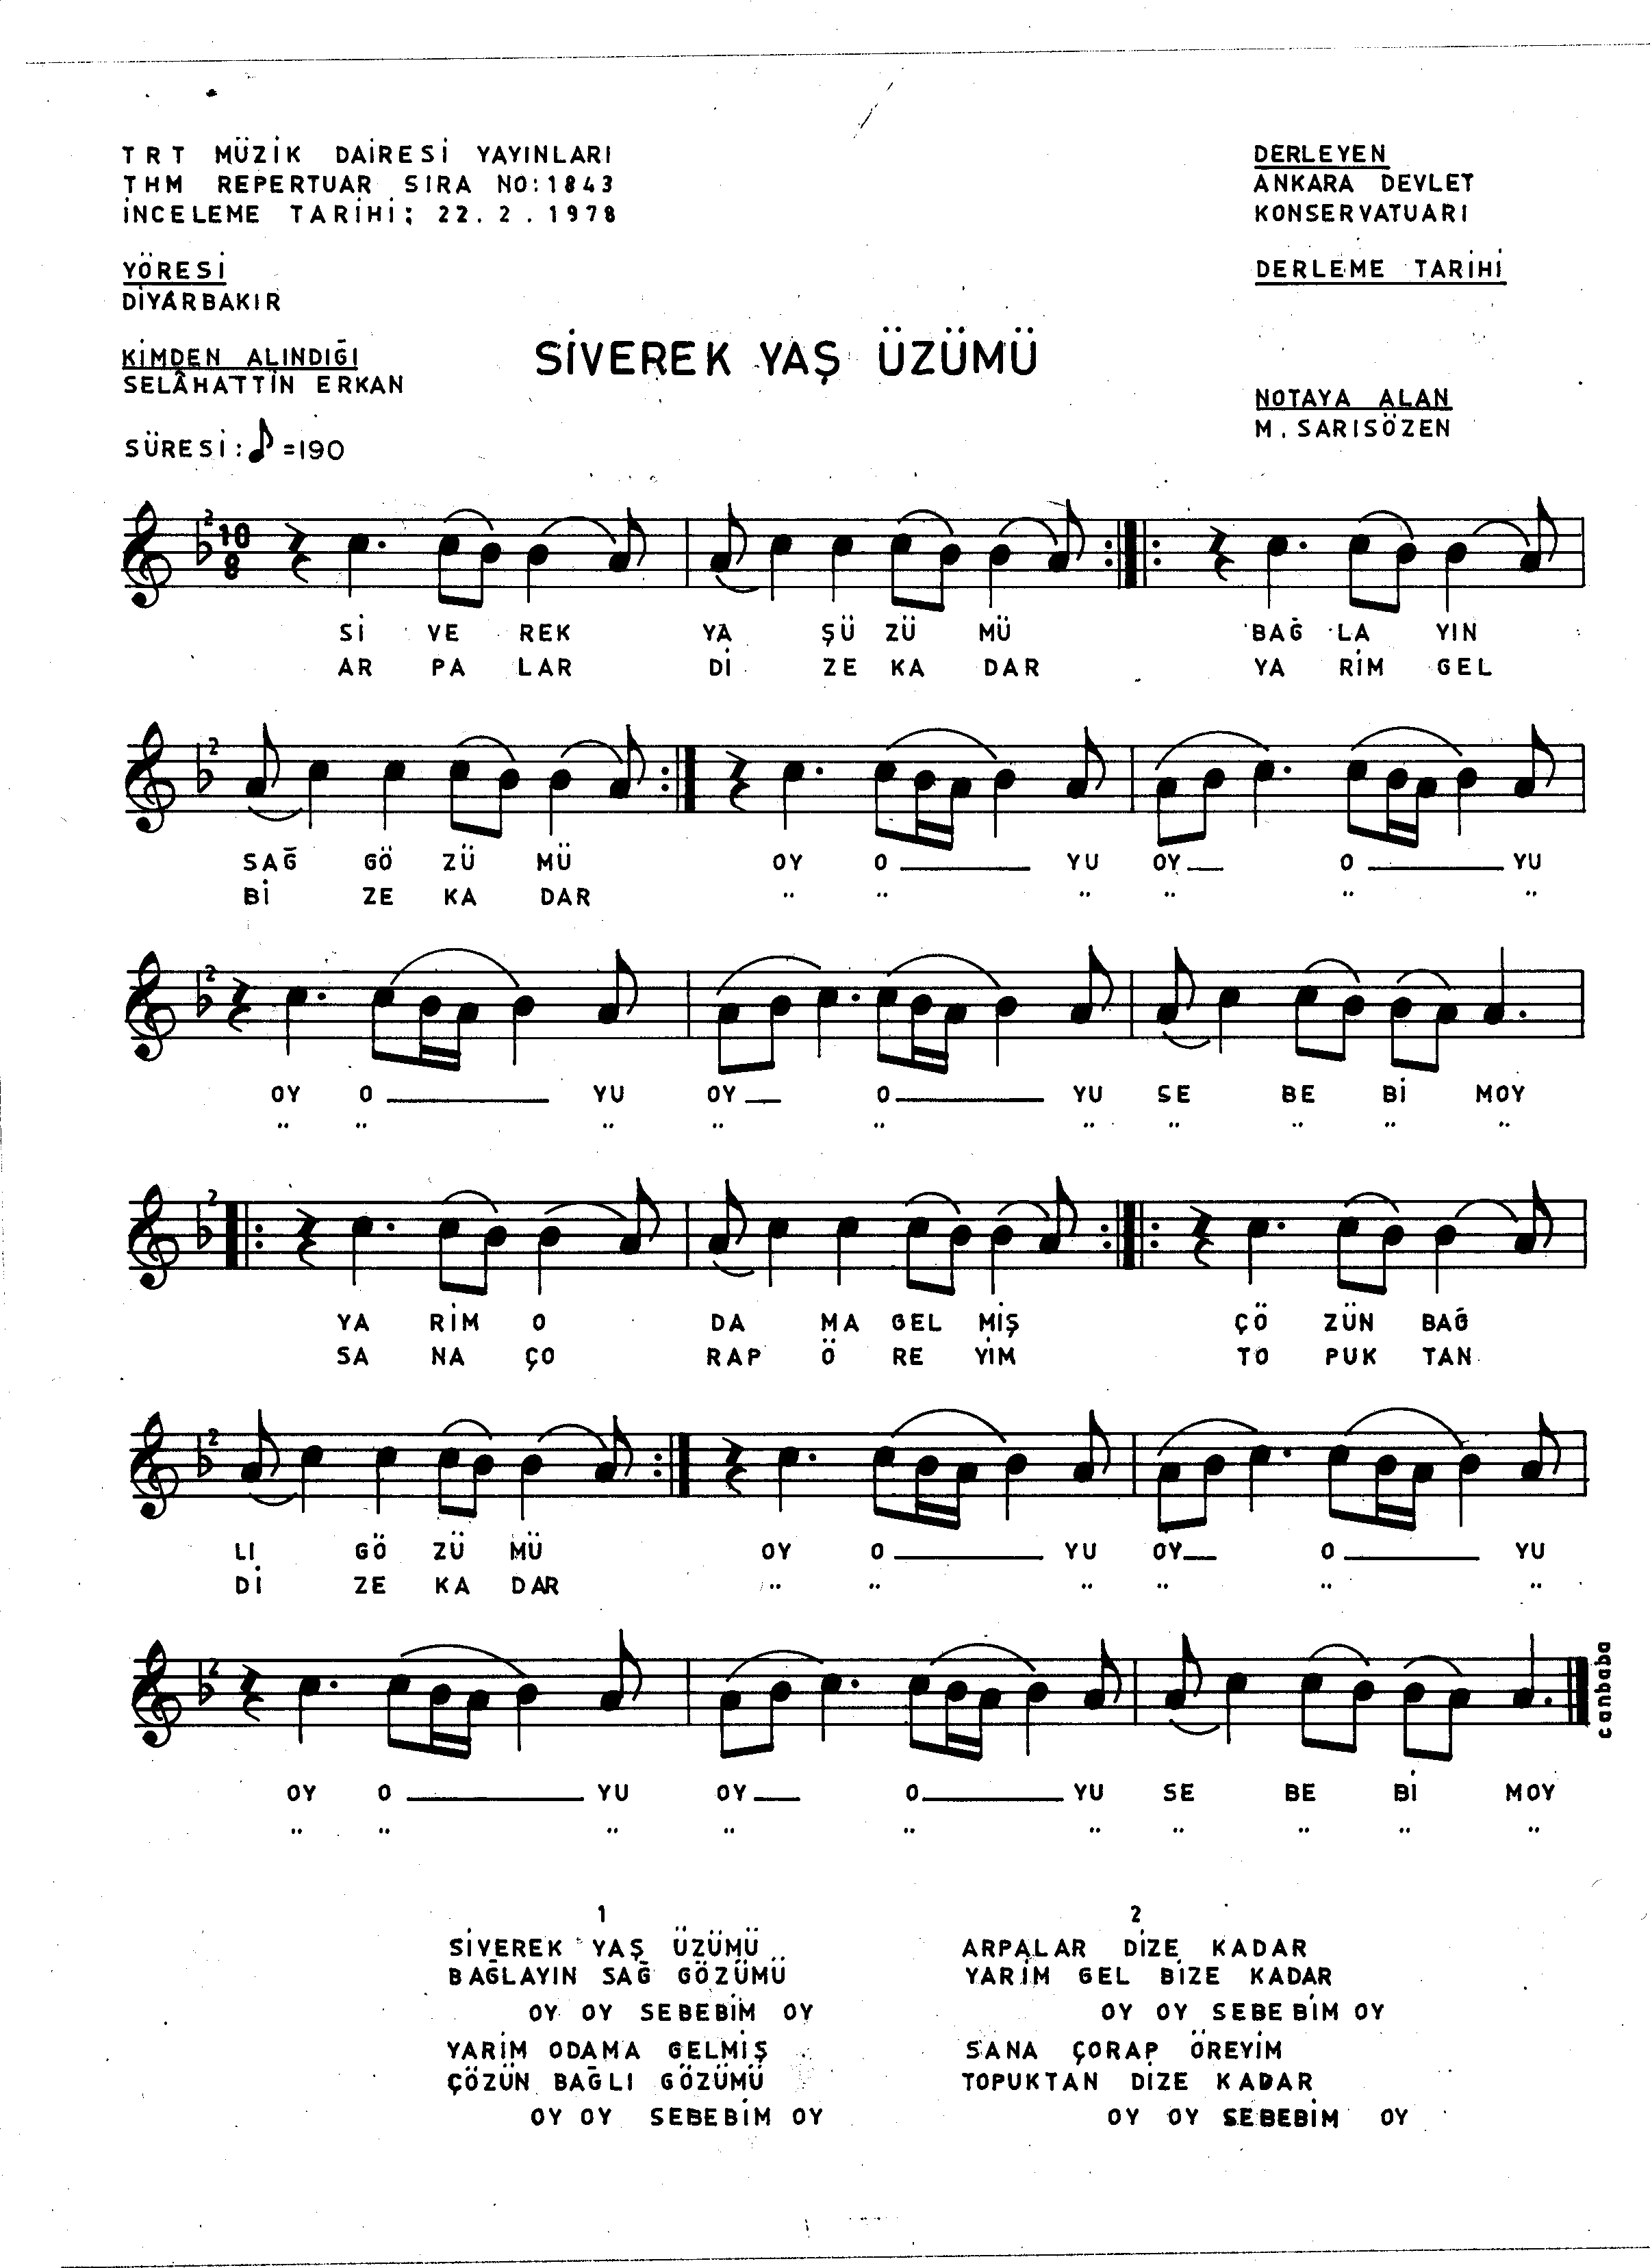 TRT MÜZİK DAİRESİ YAYINLARI
THM REPERTUAR SIRA NO:1843
İNCELEME TARİHİ; 22.2.1978
DERLEYEN
ANKARA DEVLET
KONSERVATUARI
YÖRESİ
DİYARBAKIR
DERLEME TARİHİ
KİMDEN ALINDIĞI
SELÂHATTİN ERKAN
SİVEREK YAŞ ÜZÜMÜ
NOTAYA ALAN
M.SARISÖZEN
SÜRESİ:♪=190
2 10 8
Sİ VE REK YA ŞÜ ZÜ MÜ BAĞ LA YIN
AR PA LAR Dİ ZE KA DAR YA RİM GEL
2
SAĞ GÖ ZÜ MÜ OY O YU OY O YU
Bİ ZE KA DAR " " " " " "
2
OY O YU OY O YU SE BE Bİ MOY
" " " " " " " " " "
2
YA RİM O DA MA GEL MİŞ ÇÖ ZÜN BAĞ
SA NA ÇO RAP Ö RE YİM TO PUK TAN
2
LI GÖ ZÜ MÜ OY O YU OY O YU
Dİ ZE KA DAR " " " " " "
2
canbaba
OY O YU OY O YU SE BE Bİ MOY
" " " " " " " " " "
1
SİVEREK YAŞ ÜZÜMÜ
BAĞLAYIN SAĞ GÖZÜMÜ
OY OY SEBEBİM OY
YARİM ODAMA GELMİŞ
ÇÖZÜN BAĞLI GÖZÜMÜ
OY OY SEBEBİM OY
2
ARPALAR DİZE KADAR
YARİM GEL BİZE KADAR
OY OY SEBEBİM OY
SANA ÇORAP ÖREYİM
TOPUKTAN DİZE KADAR
OY OY SEBEBİM OY